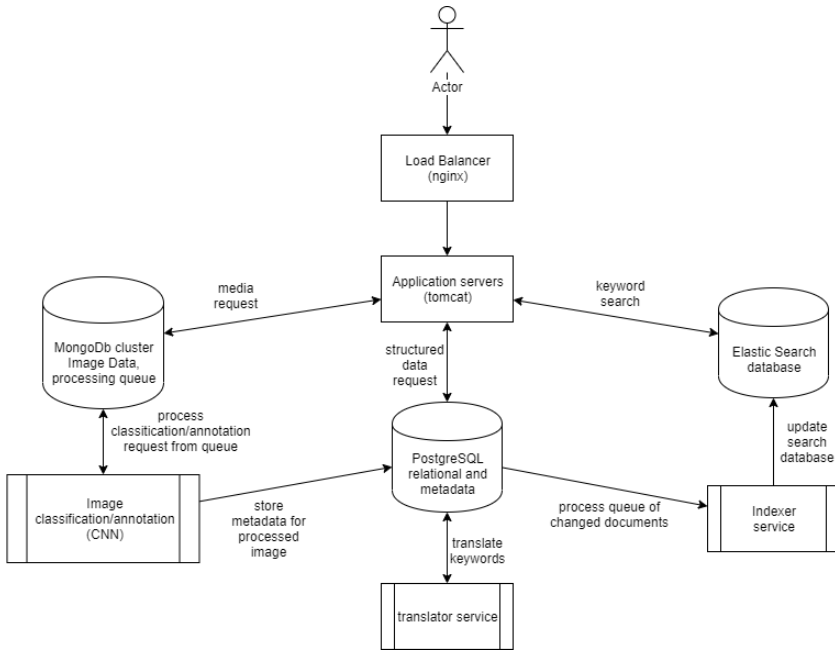 Actor
Load Balancer
(nginx)
Application servers
(tomcat)
media
request
keyword
search
MongoDb cluster
Image Data,
processing queue
structured
data
request
Elastic Search
database
process
classification/annotation
request from queue
PostgreSQL
relational and
metadata
update
search
database
Image
classification/annotation
(CNN)
store
metadata for
processed
image
process queue of
changed documents
Indexer
service
translate
keywords
translator service